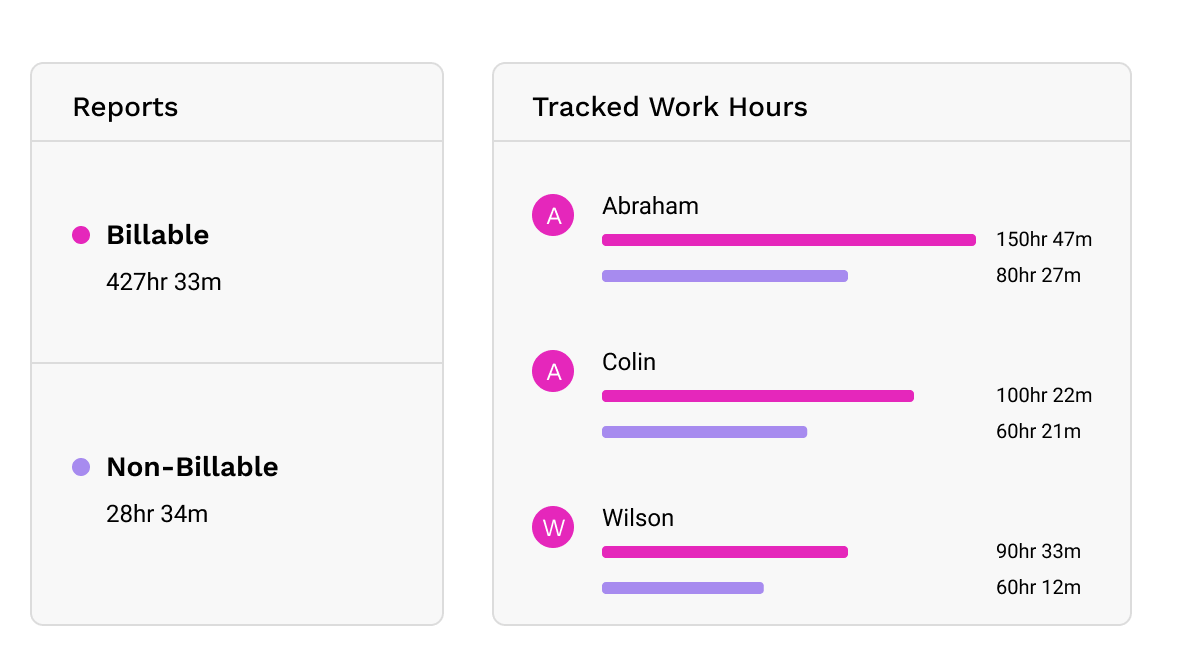 Reports
Billable
427hr 33m
Non-Billable
28hr 34m
Tracked Work Hours
A
Abraham
150hr 47m
80hr 27m
A
Colin
100hr 22m
60hr 21m
W
Wilson
90hr 33m
60hr 12m